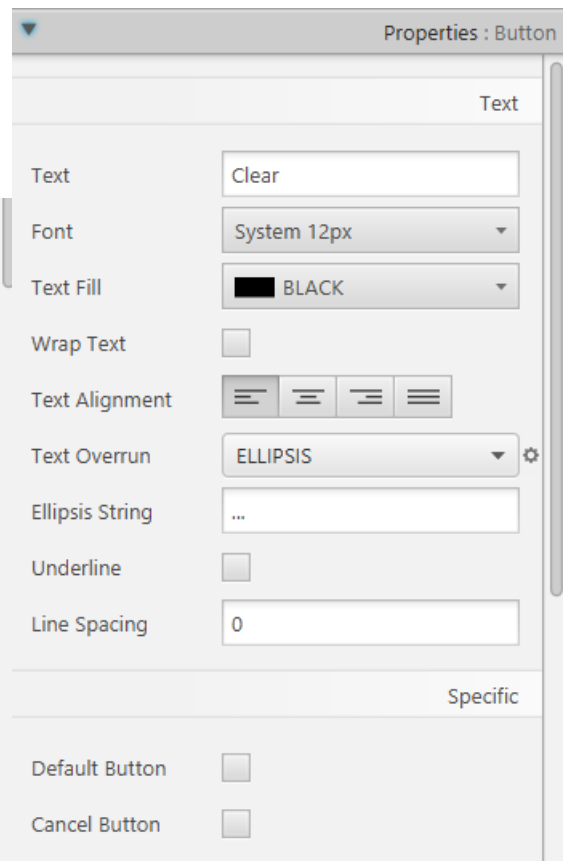 Properties : Button
Text
Text Clear
Font System 12px
Text Fill BLACK
Wrap Text
Text Alignment
Text Overrun ELLIPSIS
Ellipsis String ...
Underline
Line Spacing 0
Specific
Default Button
Cancel Button